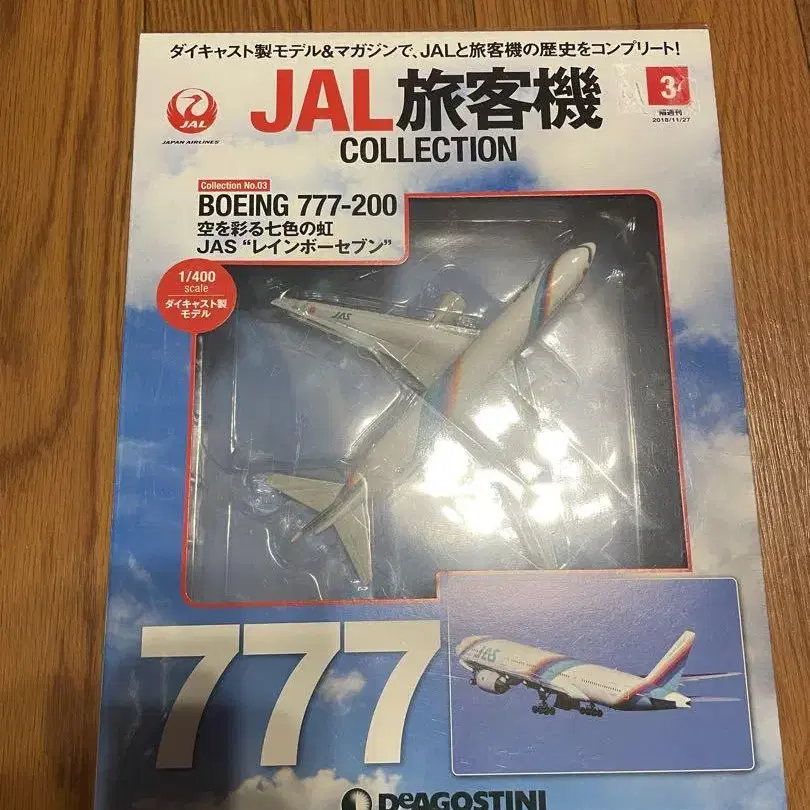 ダイキャスト製モデル&マガジンで、JALと旅客機の歴史をコンプリート!
JAL
JAPAN AIRLINES
JAL旅客機
COLLECTION
3
隔週刊
2018/11/27
Collection No.03
BOEING 777-200
空を彩る七色の虹
JAS “レインボーセブン”
1/400
scale
ダイキャスト製
モデル
JAS
777
JAS
DeAGOSTINI